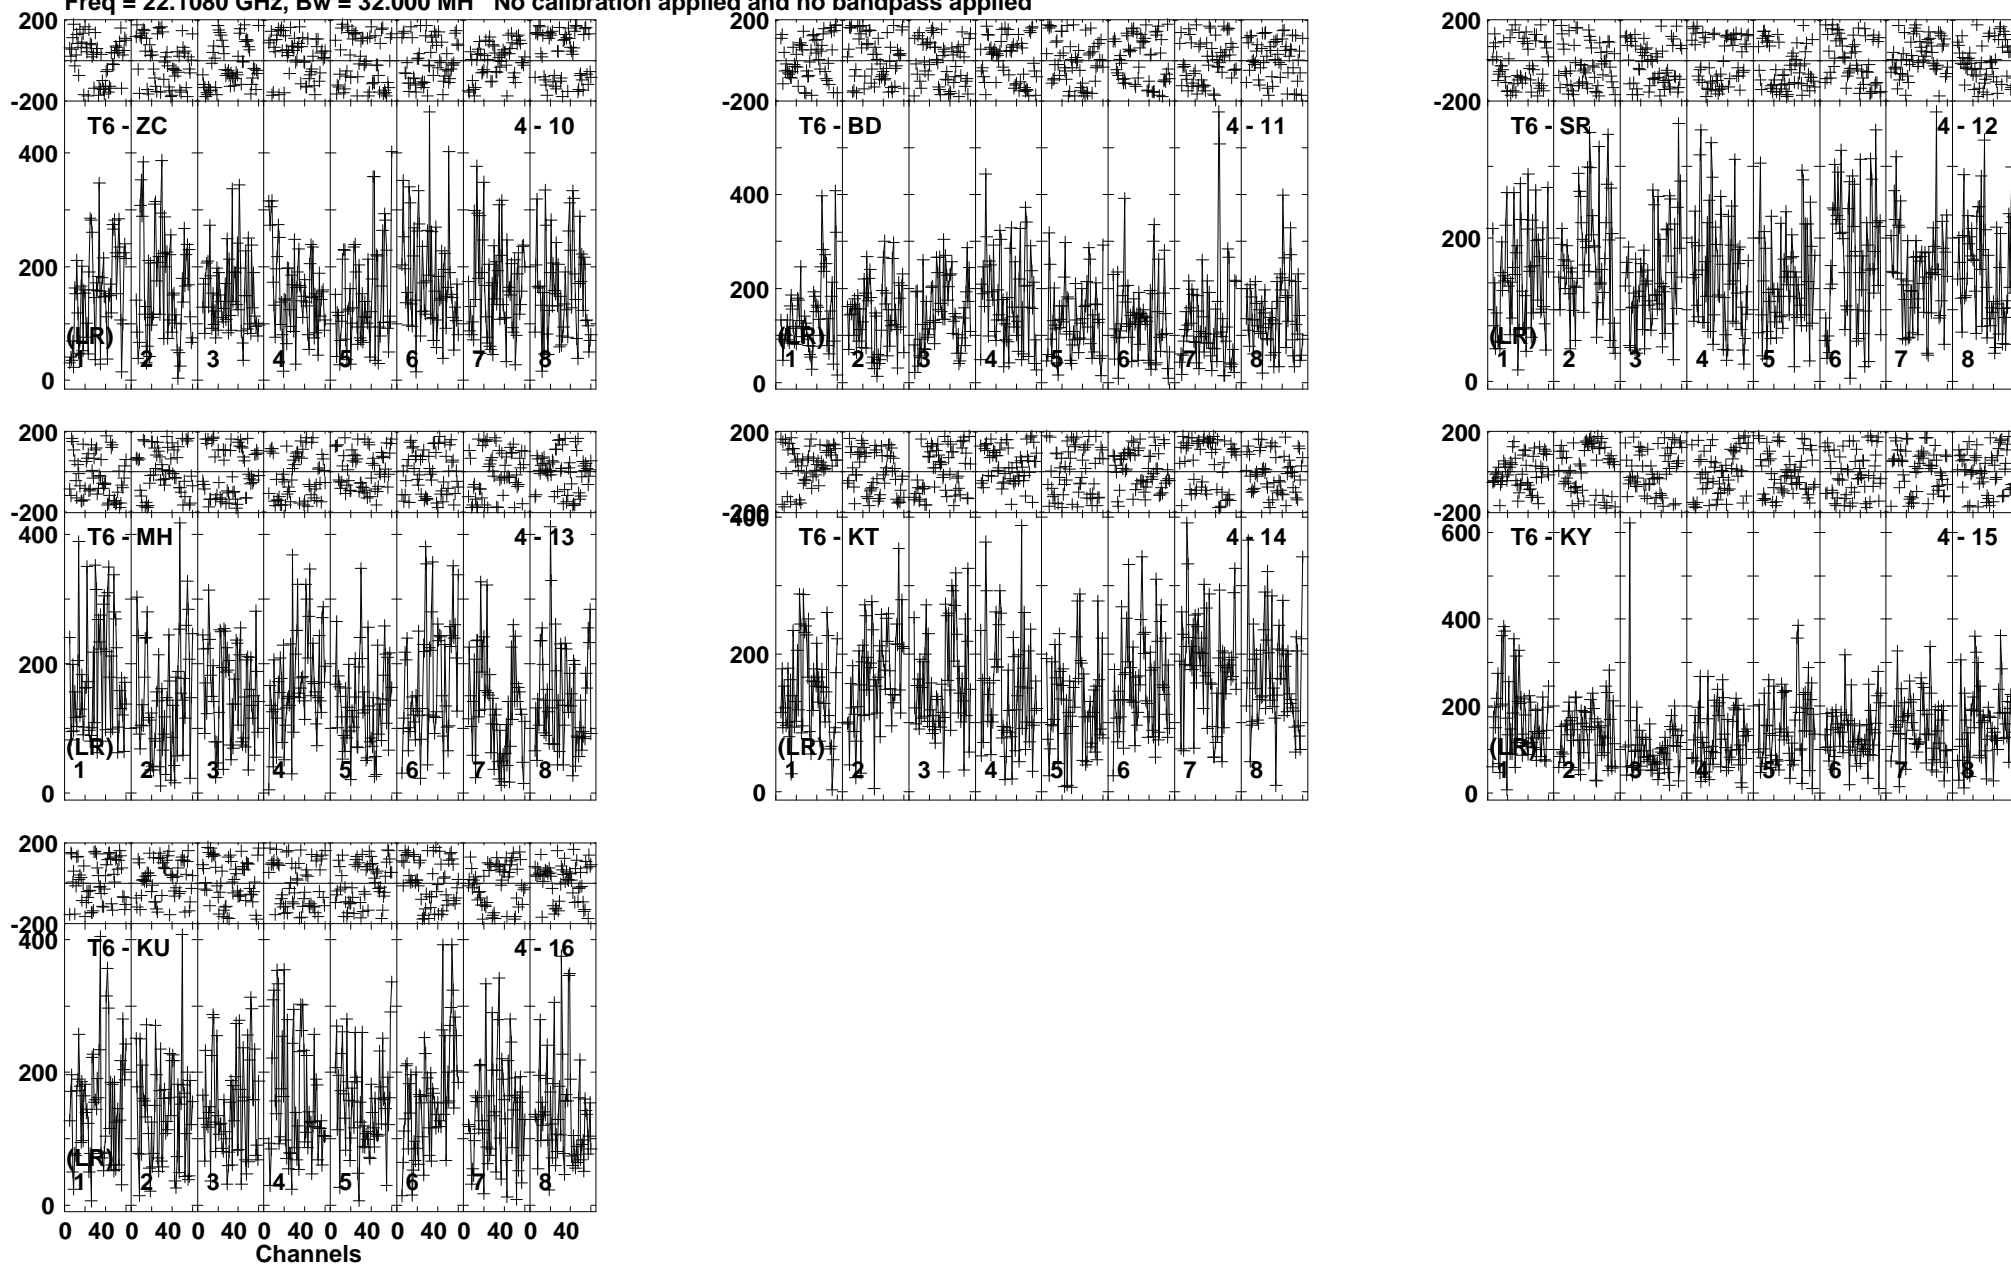 Freq = 22.1080 GHz, Bw = 32.000 MH No calibration applied and no bandpass applied
200 200 200
-200 -200 -200
T6 - ZC 4 - 10 T6 - BD 4 - 11 T6 - SR 4 - 12
400 400
200 200 200
(LR) (LR) (LR)
1 2 3 4 5 6 7 8 1 2 3 4 5 6 7 8 1 2 3 4 5 6 7 8
0 0 0
200 200 200
-200 -200 -200
400 400 600
T6 - MH 4 - 13 T6 - KT 4 - 14 T6 - KY 4 - 15
400
200 200 200
(LR) (LR) (LR)
1 2 3 4 5 6 7 8 1 2 3 4 5 6 7 8 1 2 3 4 5 6 7 8
0 0 0
200
-200
400
T6 - KU 4 - 16
200
(LR)
1 2 3 4 5 6 7 8
0
0 40 0 40 0 40 0 40 0 40 0 40 0 40 0 40
Channels